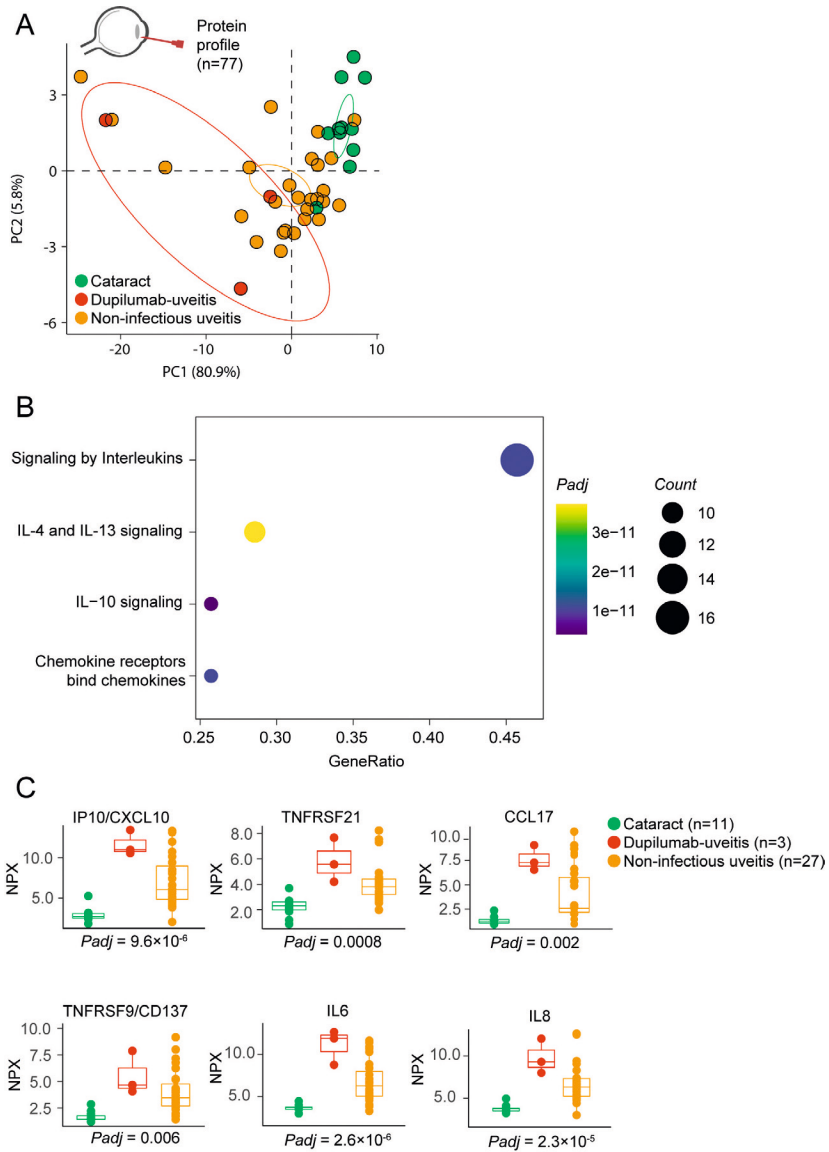 A
Protein
profile
(n=77)
3
0
-3
-6
PC2 (5.8%)
Cataract
Dupilumab-uveitis
Non-infectious uveitis
-20
-10
0
10
PC1 (80.9%)
B
Signaling by Interleukins
IL-4 and IL-13 signaling
IL−10 signaling
Chemokine receptors
bind chemokines
0.25
0.30
0.35
0.40
0.45
GeneRatio
Padj
3e−11
2e−11
1e−11
Count
10
12
14
16
C
IP10/CXCL10
NPX
10.0
5.0
Padj = 9.6×10-6
TNFRSF21
8.0
6.0
4.0
2.0
Padj = 0.0008
CCL17
10.0
7.5
5.0
2.5
Padj = 0.002
Cataract (n=11)
Dupilumab-uveitis (n=3)
Non-infectious uveitis (n=27)
TNFRSF9/CD137
NPX
10.0
7.5
5.0
2.5
Padj = 0.006
IL6
10.0
5.0
Padj = 2.6×10-6
IL8
10.0
5.0
Padj = 2.3×10-5